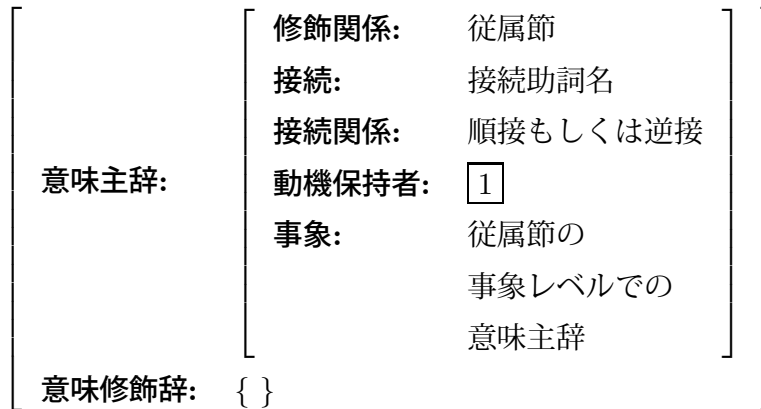 修飾関係: 従属節
接続: 接続助詞名
接続関係: 順接もしくは逆接
意味主辞: 動機保持者: 1
事象: 従属節の
事象レベルでの
意味主辞
意味修飾辞: { }